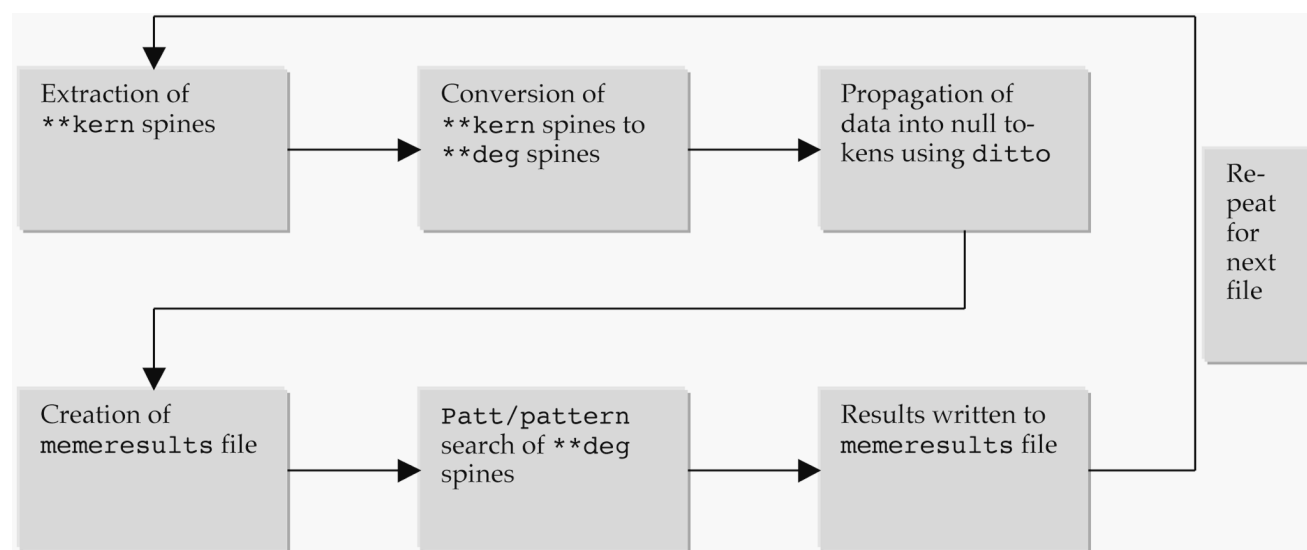 Extraction of
**kern spines
Conversion of
**kern spines to
**deg spines
Propagation of
data into null to-
kens using ditto
Re-
peat
for
next
file
Creation of
memeresults file
Patt/pattern
search of **deg
spines
Results written to
memeresults file